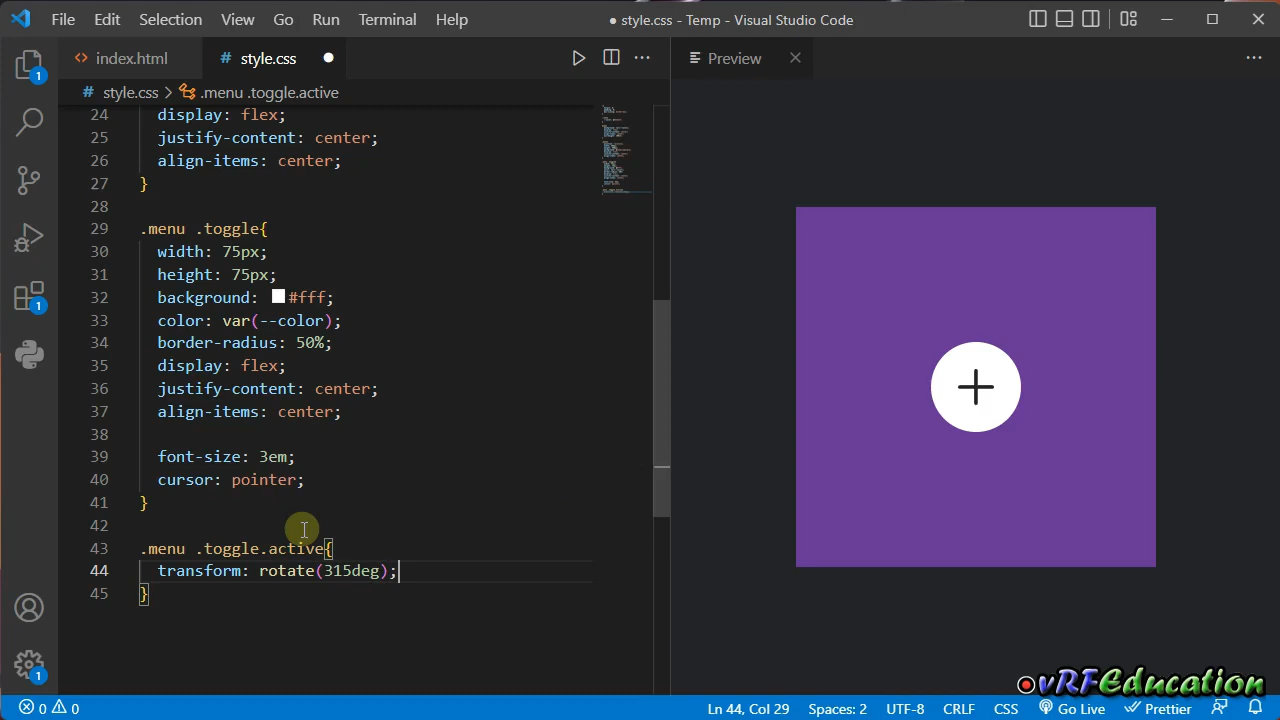 File Edit Selection View Go Run Terminal Help
● style.css - Temp - Visual Studio Code
index.html
# style.css
Preview
# style.css > .menu .toggle.active
24 display: flex;
25 justify-content: center;
26 align-items: center;
27 }
28
29 .menu .toggle{
30 width: 75px;
31 height: 75px;
32 background: #fff;
33 color: var(--color);
34 border-radius: 50%;
35 display: flex;
36 justify-content: center;
37 align-items: center;
38
39 font-size: 3em;
40 cursor: pointer;
41 }
42
43 .menu .toggle.active{
44 transform: rotate(315deg);
45 }
1
1
1
vRFEducation
0 0
Ln 44, Col 29 Spaces: 2 UTF-8 CRLF CSS Go Live Prettier